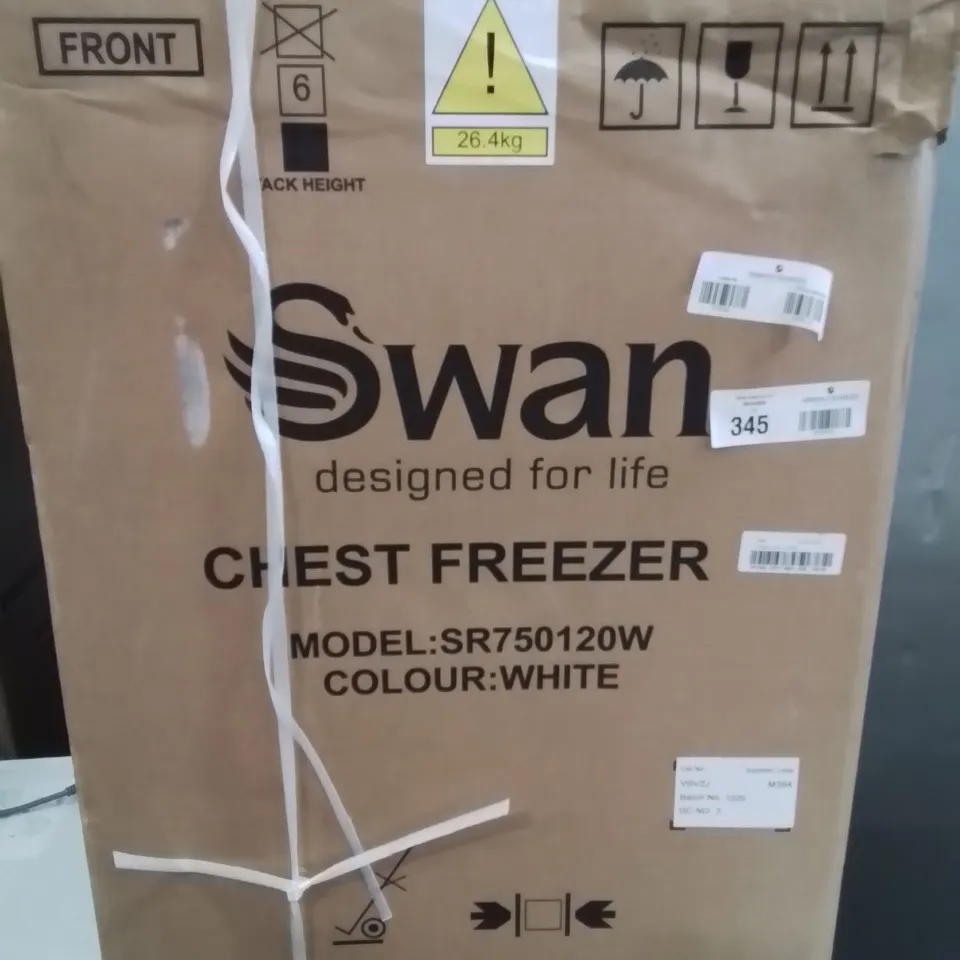 FRONT
6
ACK HEIGHT
!
26.4kg
Swan
designed for life
345
CHEST FREEZER
MODEL:SR750120W
COLOUR:WHITE